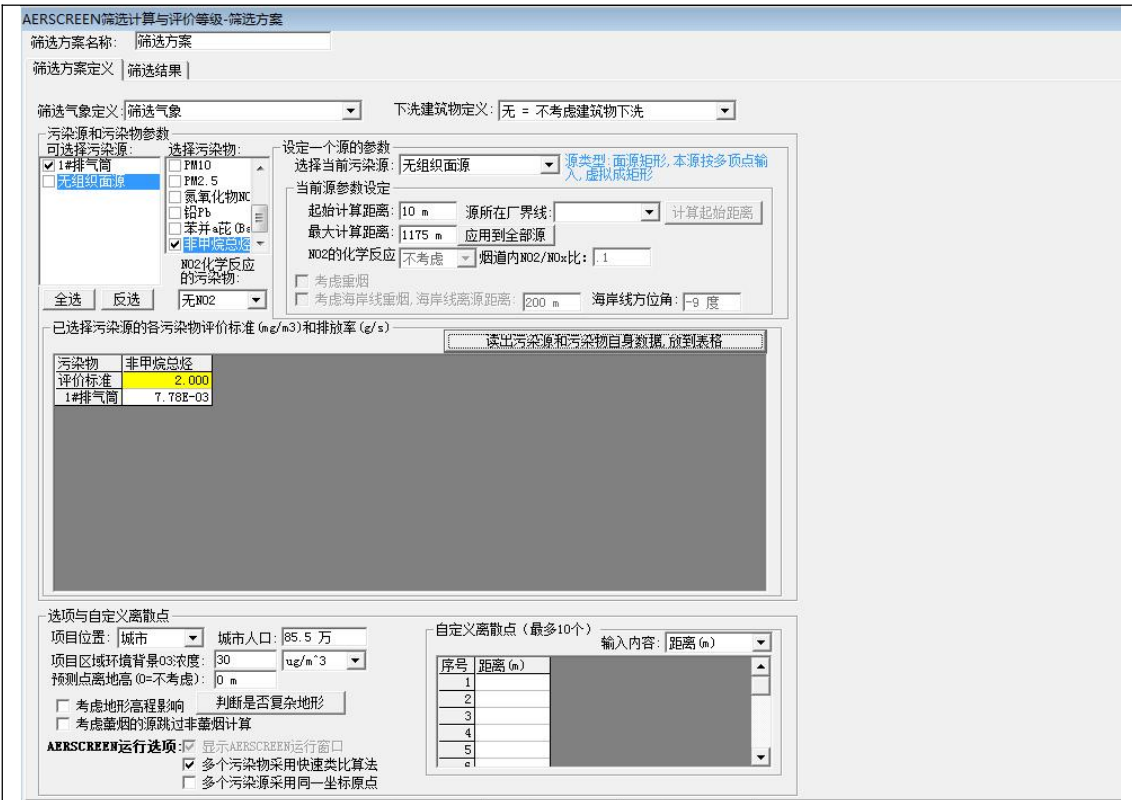 AERSCREEN筛选计算与评价等级-筛选方案
筛选方案名称: 筛选方案
筛选方案定义 筛选结果
筛选气象定义: 筛选气象 下洗建筑物定义: 无 = 不考虑建筑物下洗
污染源和污染物参数
可选择污染源: 选择污染物:
1#排气筒
无组织面源
PM10
PM2.5
氮氧化物NO
铅Pb
苯并a芘(Ba
非甲烷总烃
NO2化学反应
的污染物:
全选 反选 无NO2
设定一个源的参数
选择当前污染源: 无组织面源 源类型:面源矩形,本源按多顶点输
入,虚拟成矩形
当前源参数设定
起始计算距离: 10 m 源所在厂界线: 计算起始距离
最大计算距离: 1175 m 应用到全部源
NO2的化学反应 不考虑 烟道内NO2/NOx比: .1
考虑重烟
考虑海岸线重烟,海岸线离源距离: 200 m 海岸线方位角: -9 度
已选择污染源的各污染物评价标准(mg/m3)和排放率(g/s)
读出污染源和污染物自身数据,放到表格
污染物 非甲烷总烃
评价标准 2.000
1#排气筒 7.78E-03
选项与自定义离散点
项目位置: 城市 城市人口: 85.5 万
项目区域环境背景O3浓度: 30 ug/m^3
预测点离地高(0=不考虑): 0 m
考虑地形高程影响 判断是否复杂地形
考虑薰烟的源跳过非薰烟计算
AERSCREEN运行选项: 显示AERSCREEN运行窗口
多个污染物采用快速类比算法
多个污染源采用同一坐标原点
自定义离散点(最多10个)
输入内容: 距离(m)
序号 距离(m)
1
2
3
4
5